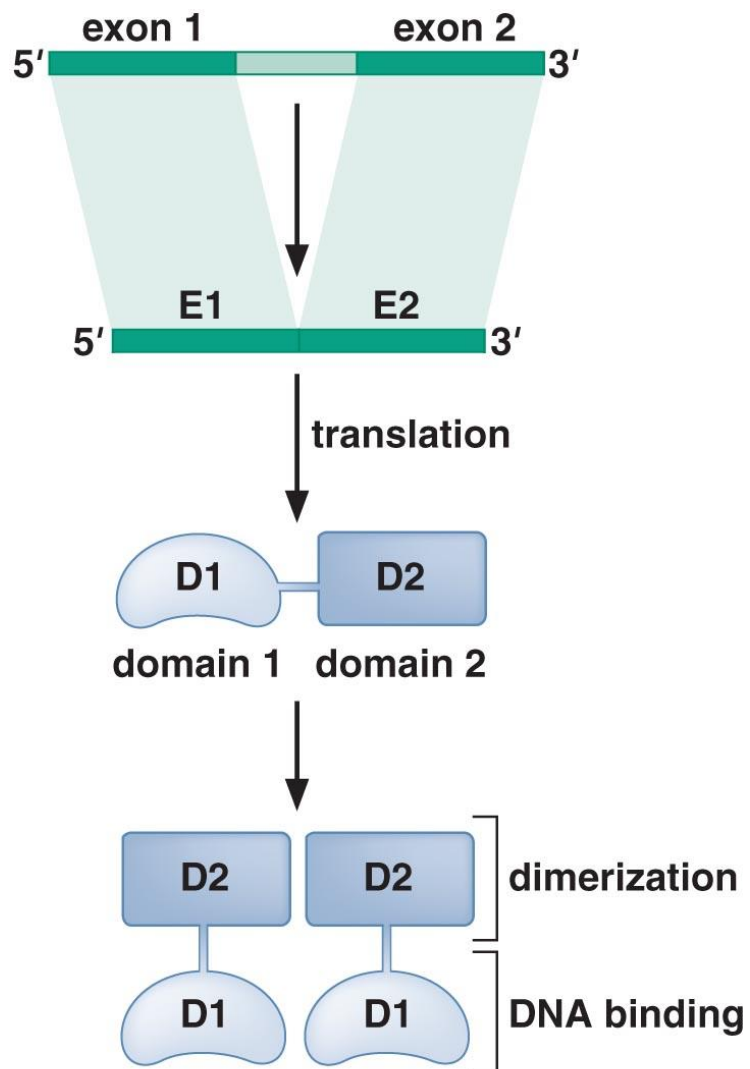 exon 1 exon 2
5′ 3′
E1 E2
5′ 3′
translation
D1 D2
domain 1 domain 2
D2 D2 dimerization
D1 D1 DNA binding